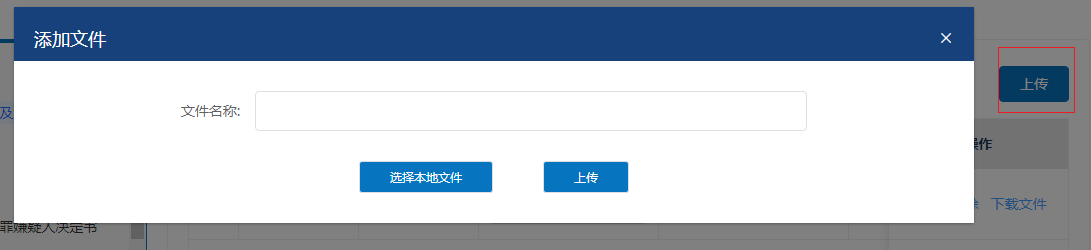 添加文件
上传
及
文件名称:
操作
选择本地文件
上传
除 下载文件
罪嫌疑人决定书